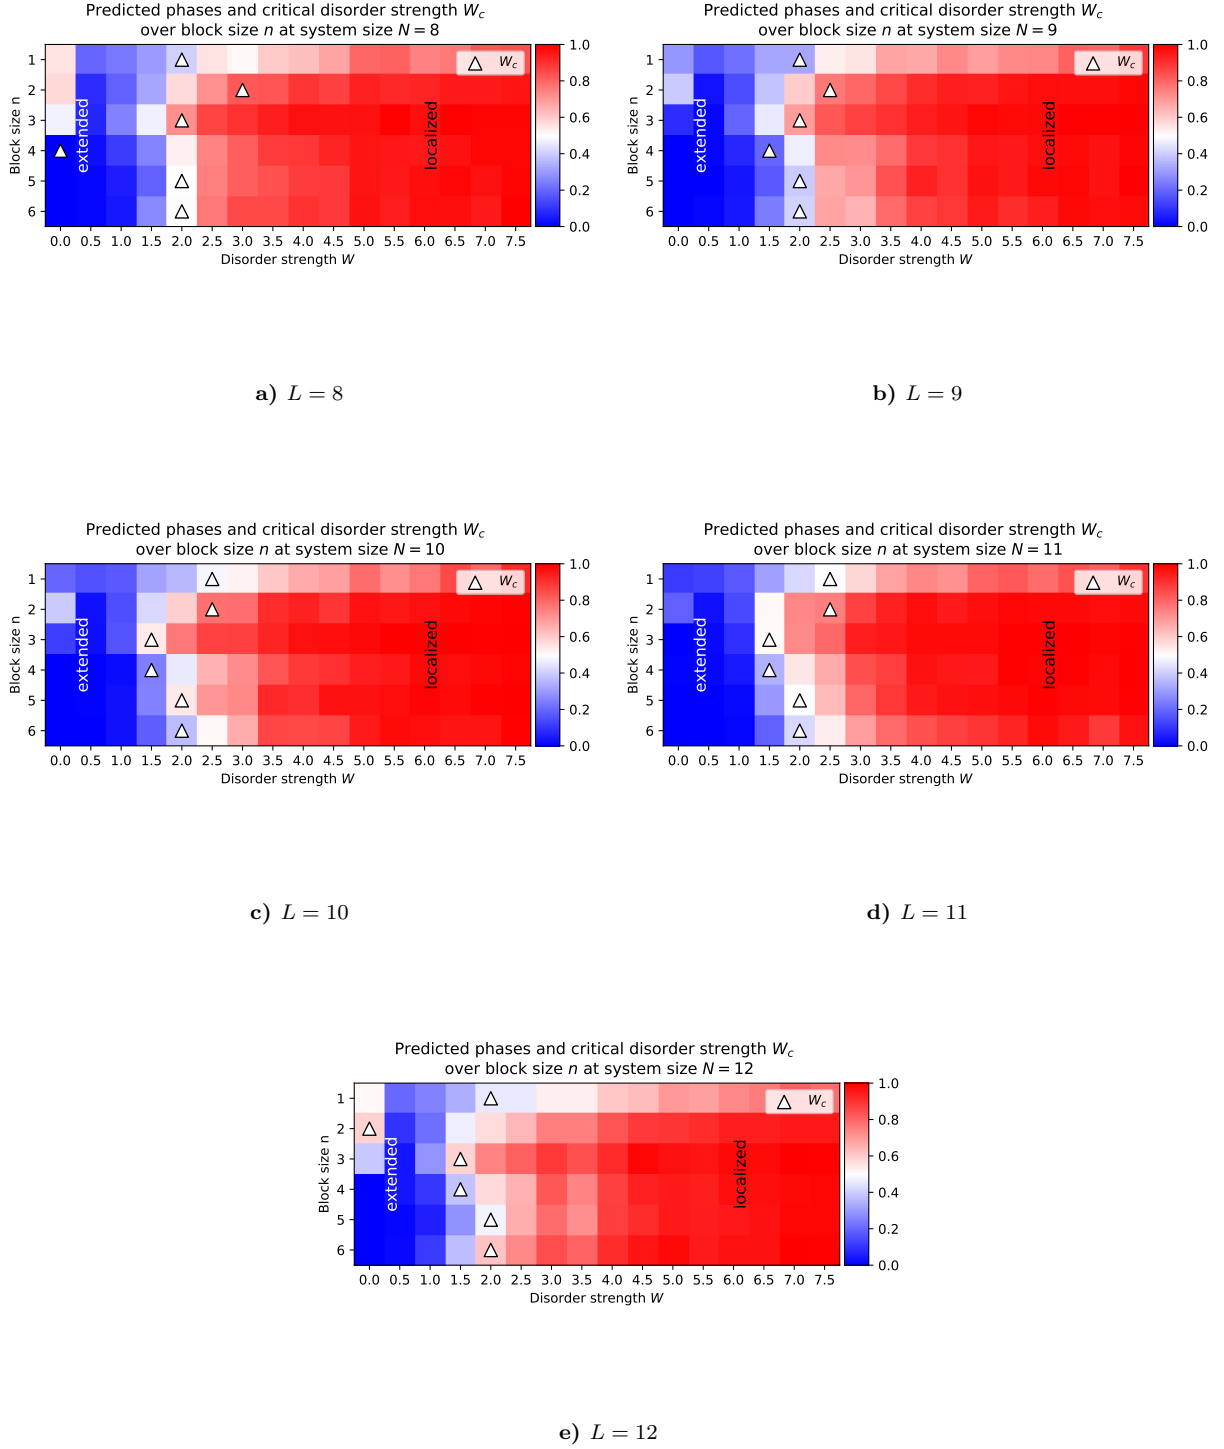 Predicted phases and critical disorder strength W_c
over block size n at system size N = 8
Block size n
1
2
3
4
5
6
extended
localized
W_c
1.0
0.8
0.6
0.4
0.2
0.0
0.0 0.5 1.0 1.5 2.0 2.5 3.0 3.5 4.0 4.5 5.0 5.5 6.0 6.5 7.0 7.5
Disorder strength W
a) L = 8
Predicted phases and critical disorder strength W_c
over block size n at system size N = 9
Block size n
1
2
3
4
5
6
extended
localized
W_c
1.0
0.8
0.6
0.4
0.2
0.0
0.0 0.5 1.0 1.5 2.0 2.5 3.0 3.5 4.0 4.5 5.0 5.5 6.0 6.5 7.0 7.5
Disorder strength W
b) L = 9
Predicted phases and critical disorder strength W_c
over block size n at system size N = 10
Block size n
1
2
3
4
5
6
extended
localized
W_c
1.0
0.8
0.6
0.4
0.2
0.0
0.0 0.5 1.0 1.5 2.0 2.5 3.0 3.5 4.0 4.5 5.0 5.5 6.0 6.5 7.0 7.5
Disorder strength W
c) L = 10
Predicted phases and critical disorder strength W_c
over block size n at system size N = 11
Block size n
1
2
3
4
5
6
extended
localized
W_c
1.0
0.8
0.6
0.4
0.2
0.0
0.0 0.5 1.0 1.5 2.0 2.5 3.0 3.5 4.0 4.5 5.0 5.5 6.0 6.5 7.0 7.5
Disorder strength W
d) L = 11
Predicted phases and critical disorder strength W_c
over block size n at system size N = 12
Block size n
1
2
3
4
5
6
extended
localized
W_c
1.0
0.8
0.6
0.4
0.2
0.0
0.0 0.5 1.0 1.5 2.0 2.5 3.0 3.5 4.0 4.5 5.0 5.5 6.0 6.5 7.0 7.5
Disorder strength W
e) L = 12